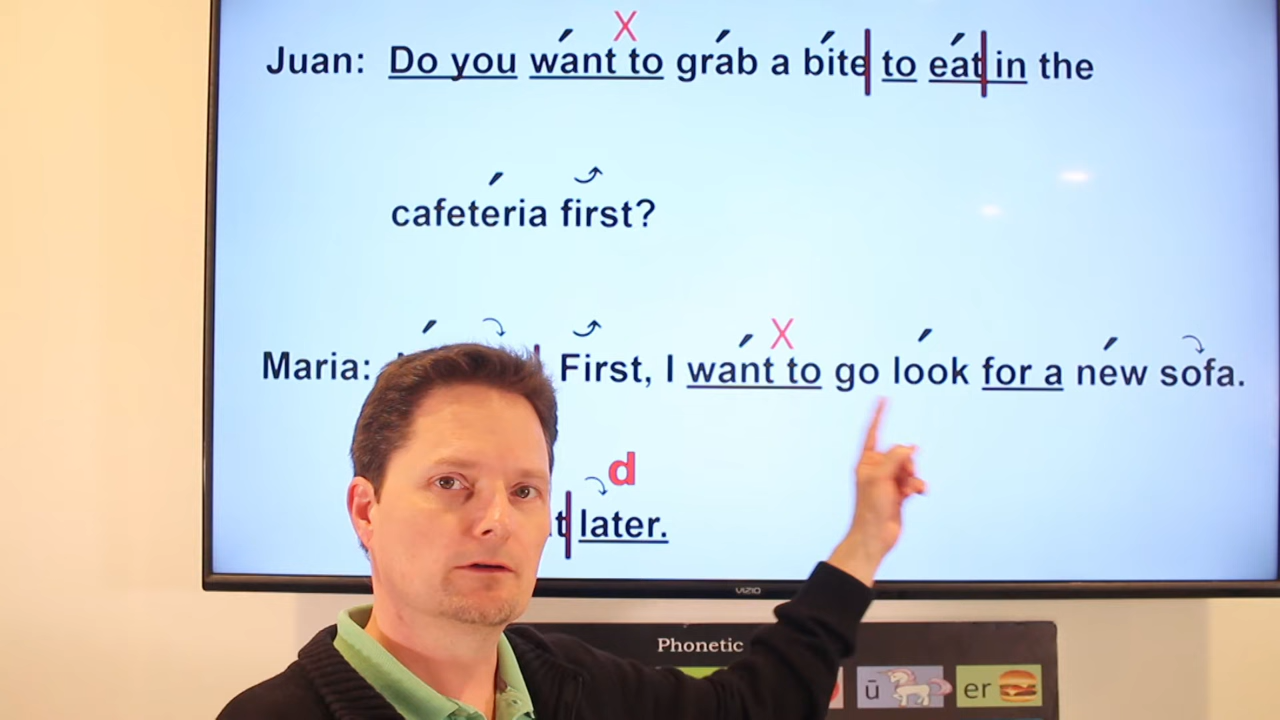 Juan: Do you want to grab a bite to eat in the
X
cafeteria first?
Maria: First, I want to go look for a new sofa.
X
d
later.
VIZIO
Phonetic
ū
er